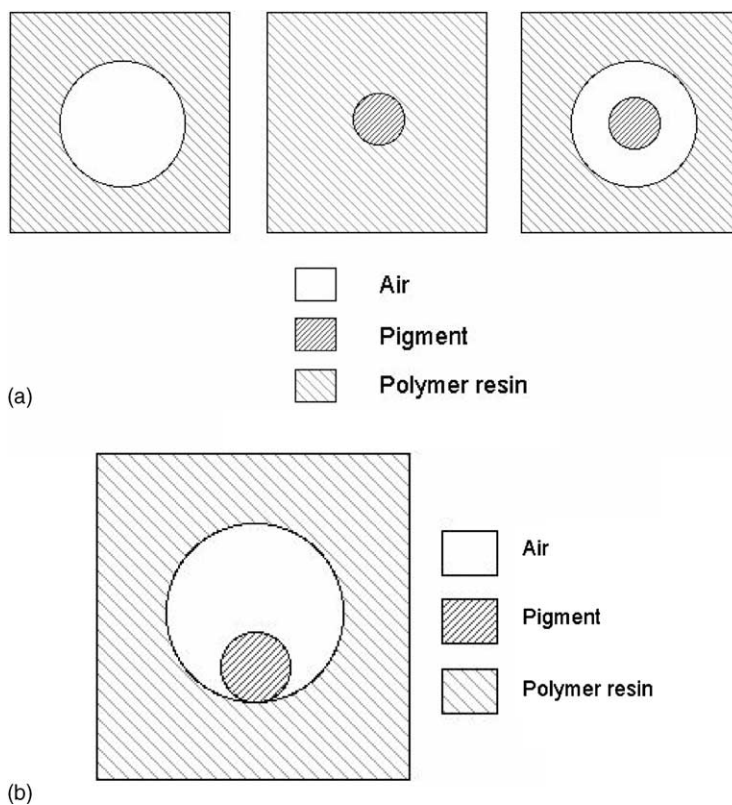 Air
Pigment
Polymer resin
(a)
Air
Pigment
Polymer resin
(b)